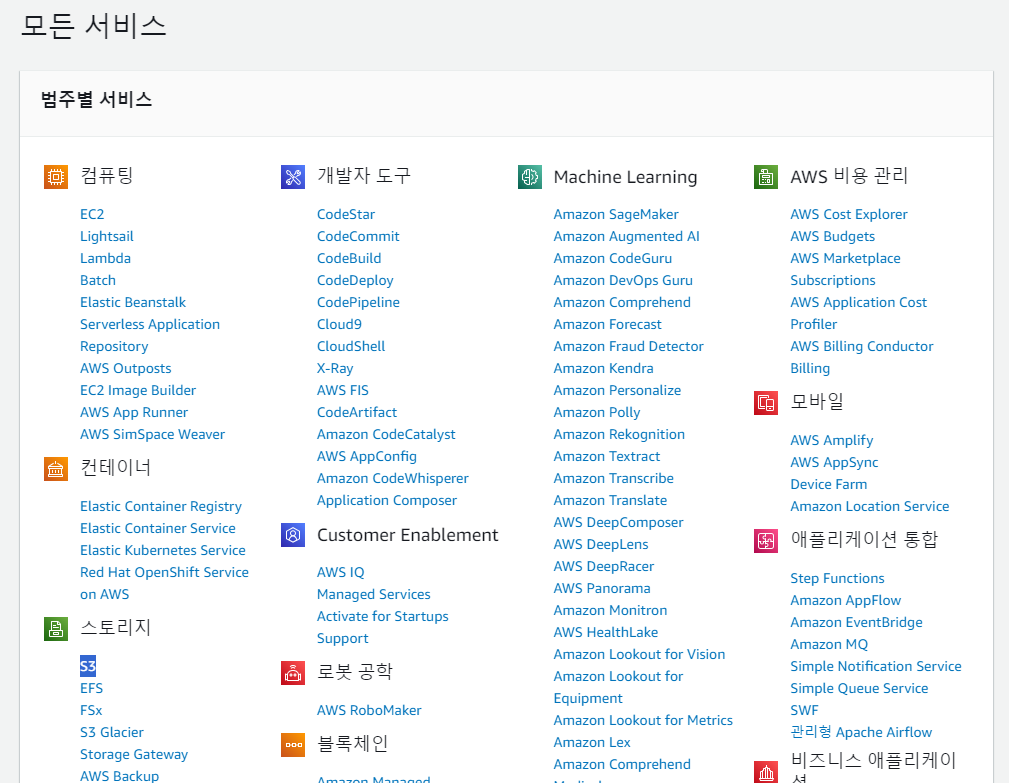 모든 서비스
범주별 서비스
컴퓨팅
EC2
Lightsail
Lambda
Batch
Elastic Beanstalk
Serverless Application
Repository
AWS Outposts
EC2 Image Builder
AWS App Runner
AWS SimSpace Weaver
컨테이너
Elastic Container Registry
Elastic Container Service
Elastic Kubernetes Service
Red Hat OpenShift Service
on AWS
스토리지
S3
EFS
FSx
S3 Glacier
Storage Gateway
AWS Backup
개발자 도구
CodeStar
CodeCommit
CodeBuild
CodeDeploy
CodePipeline
Cloud9
CloudShell
X-Ray
AWS FIS
CodeArtifact
Amazon CodeCatalyst
AWS AppConfig
Amazon CodeWhisperer
Application Composer
Customer Enablement
AWS IQ
Managed Services
Activate for Startups
Support
로봇 공학
AWS RoboMaker
블록체인
Amazon Managed
Machine Learning
Amazon SageMaker
Amazon Augmented AI
Amazon CodeGuru
Amazon DevOps Guru
Amazon Comprehend
Amazon Forecast
Amazon Fraud Detector
Amazon Kendra
Amazon Personalize
Amazon Polly
Amazon Rekognition
Amazon Textract
Amazon Transcribe
Amazon Translate
AWS DeepComposer
AWS DeepLens
AWS DeepRacer
AWS Panorama
Amazon Monitron
AWS HealthLake
Amazon Lookout for Vision
Amazon Lookout for
Equipment
Amazon Lookout for Metrics
Amazon Lex
Amazon Comprehend
Medical
AWS 비용 관리
AWS Cost Explorer
AWS Budgets
AWS Marketplace
Subscriptions
AWS Application Cost
Profiler
AWS Billing Conductor
Billing
모바일
AWS Amplify
AWS AppSync
Device Farm
Amazon Location Service
애플리케이션 통합
Step Functions
Amazon AppFlow
Amazon EventBridge
Amazon MQ
Simple Notification Service
Simple Queue Service
SWF
관리형 Apache Airflow
비즈니스 애플리케이
션